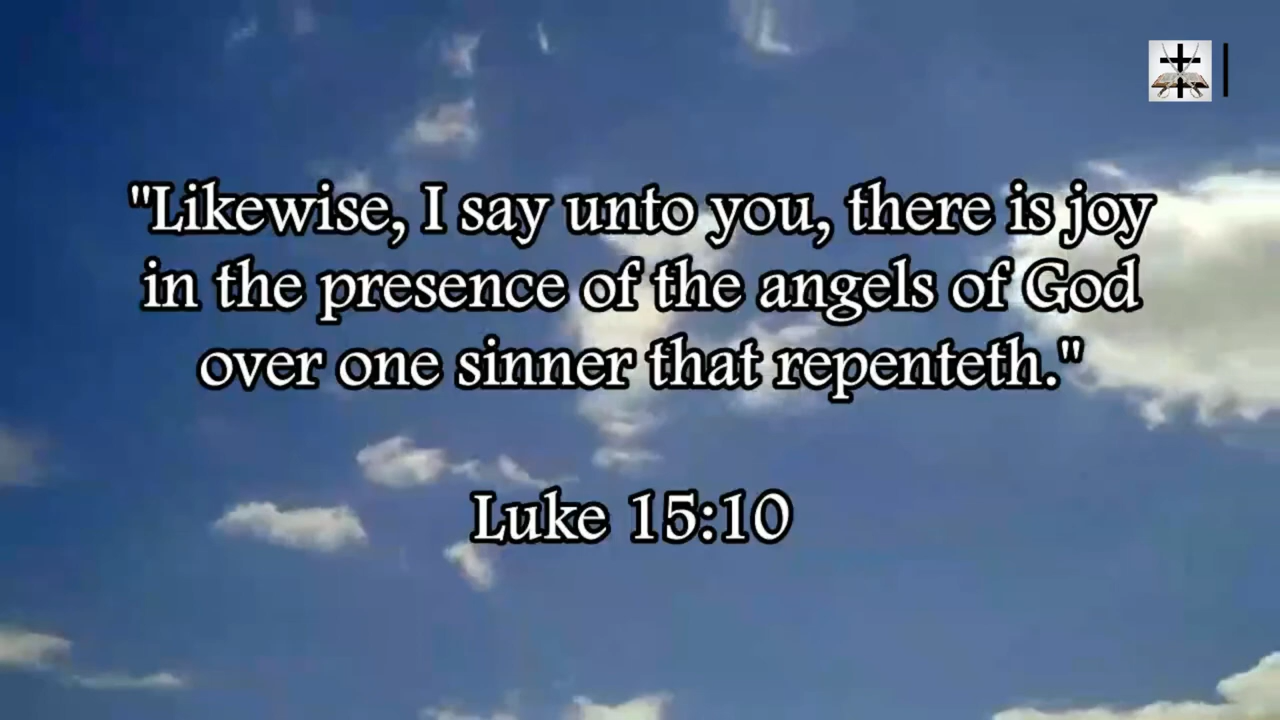 "Likewise, I say unto you, there is joy
in the presence of the angels of God
over one sinner that repenteth."
Luke 15:10